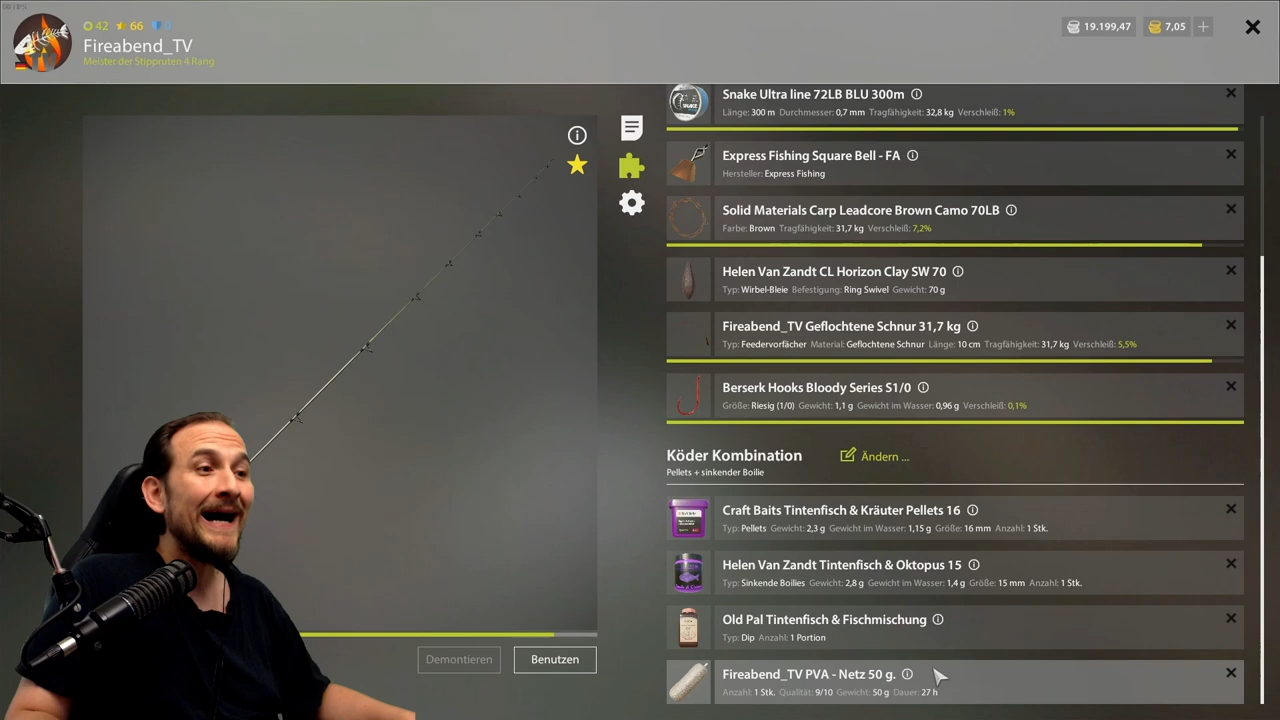 60 FPS
42 66 0
Fireabend_TV
Meister der Stippruten 4 Rang
19.199,47 7,05
Snake Ultra line 72LB BLU 300m
Länge: 300 m Durchmesser: 0,7 mm Tragfähigkeit: 32,8 kg Verschleiß: 1%
Express Fishing Square Bell - FA
Hersteller: Express Fishing
Solid Materials Carp Leadcore Brown Camo 70LB
Farbe: Brown Tragfähigkeit: 31,7 kg Verschleiß: 7,2%
Helen Van Zandt CL Horizon Clay SW 70
Typ: Wirbel-Bleie Befestigung: Ring Swivel Gewicht: 70 g
Fireabend_TV Geflochtene Schnur 31,7 kg
Typ: Feedervorfächer Material: Geflochtene Schnur Länge: 10 cm Tragfähigkeit: 31,7 kg Verschleiß: 5,5%
Berserk Hooks Bloody Series S1/0
Größe: Riesig (1/0) Gewicht: 1,1 g Gewicht im Wasser: 0,96 g Verschleiß: 0,1%
Köder Kombination Ändern ...
Pellets + sinkender Boilie
Craft Baits Tintenfisch & Kräuter Pellets 16
Typ: Pellets Gewicht: 2,3 g Gewicht im Wasser: 1,15 g Größe: 16 mm Anzahl: 1 Stk.
Helen Van Zandt Tintenfisch & Oktopus 15
Typ: Sinkende Boilies Gewicht: 2,8 g Gewicht im Wasser: 1,4 g Größe: 15 mm Anzahl: 1 Stk.
Old Pal Tintenfisch & Fischmischung
Typ: Dip Anzahl: 1 Portion
Fireabend_TV PVA - Netz 50 g.
Anzahl: 1 Stk. Qualität: 9/10 Gewicht: 50 g Dauer: 27 h
Demontieren Benutzen